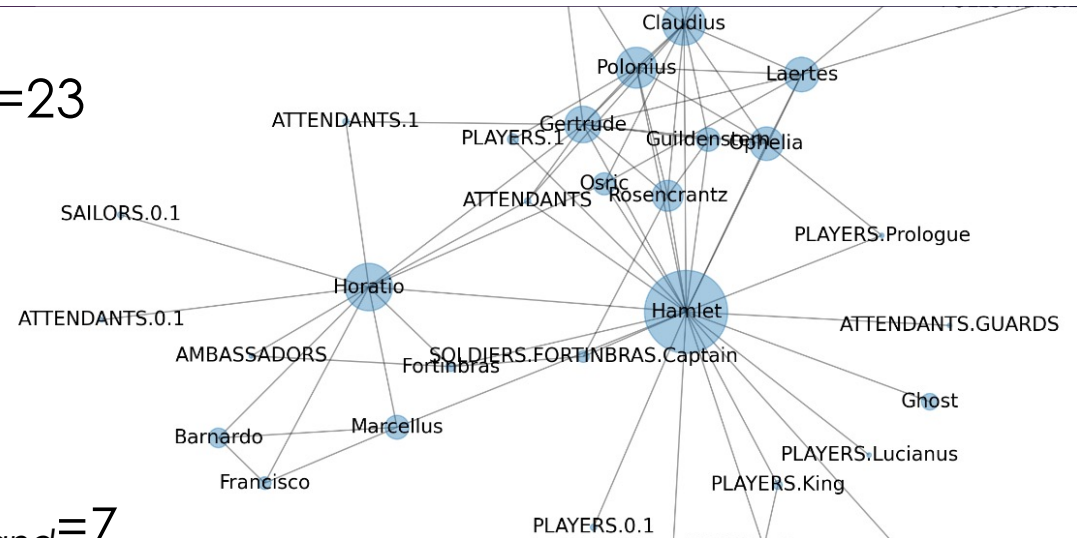 Claudius
Polonius
Laertes
=23
ATTENDANTS.1
Gertrude
PLAYERS.1
Guildenstern
Ophelia
Osric
Rosencrantz
ATTENDANTS
SAILORS.0.1
PLAYERS.Prologue
Horatio
Hamlet
ATTENDANTS.0.1
ATTENDANTS.GUARDS
AMBASSADORS
SOLDIERS.FORTINBRAS.Captain
Fortinbras
Ghost
Marcellus
Barnardo
PLAYERS.Lucianus
Francisco
PLAYERS.King
PLAYERS.0.1
=7